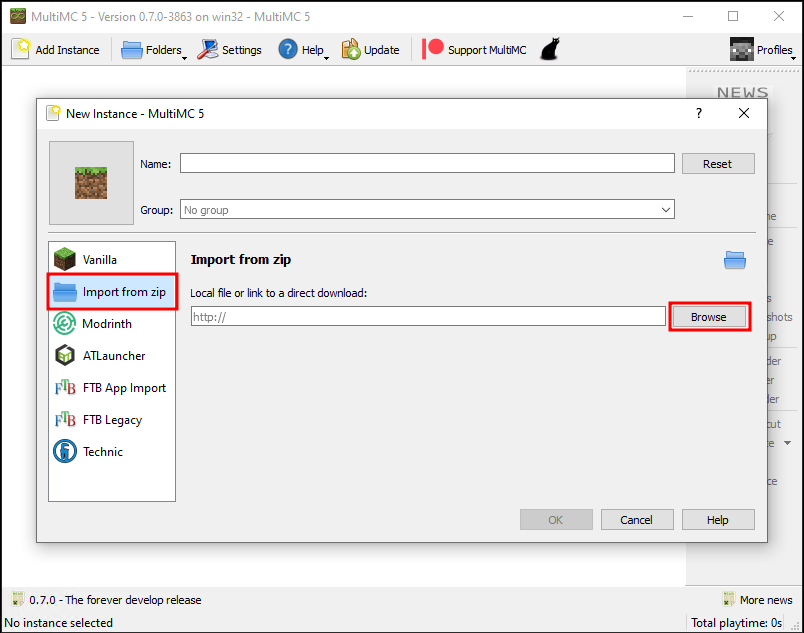 MultiMC 5 - Version 0.7.0-3863 on win32 - MultiMC 5
Add Instance Folders Settings Help Update Support MultiMC Profiles
NEWS
New Instance - MultiMC 5 ?
Name: Reset
Group: No group
Vanilla
Import from zip
Modrinth
ATLauncher
FTB App Import
FTB Legacy
Technic
Import from zip
Local file or link to a direct download:
http:// Browse
OK Cancel Help
0.7.0 - The forever develop release More news
No instance selected Total playtime: 0s